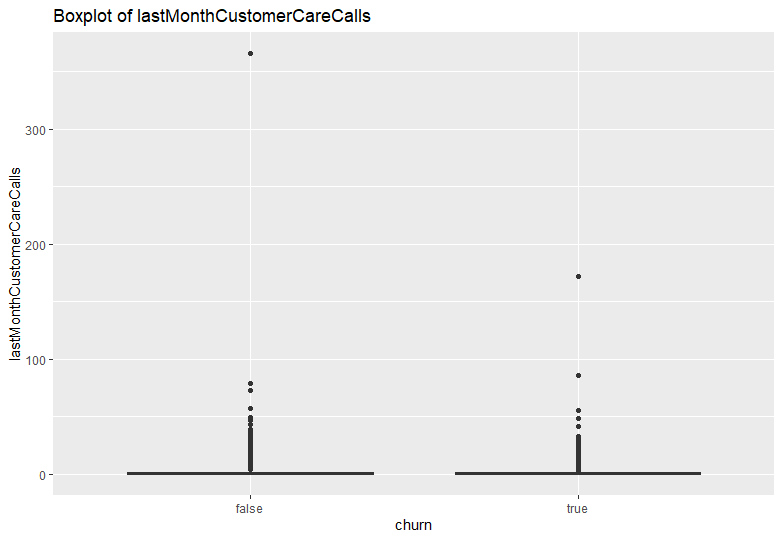 Boxplot of lastMonthCustomerCareCalls
lastMonthCustomerCareCalls
300
200
100
0
false
true
churn